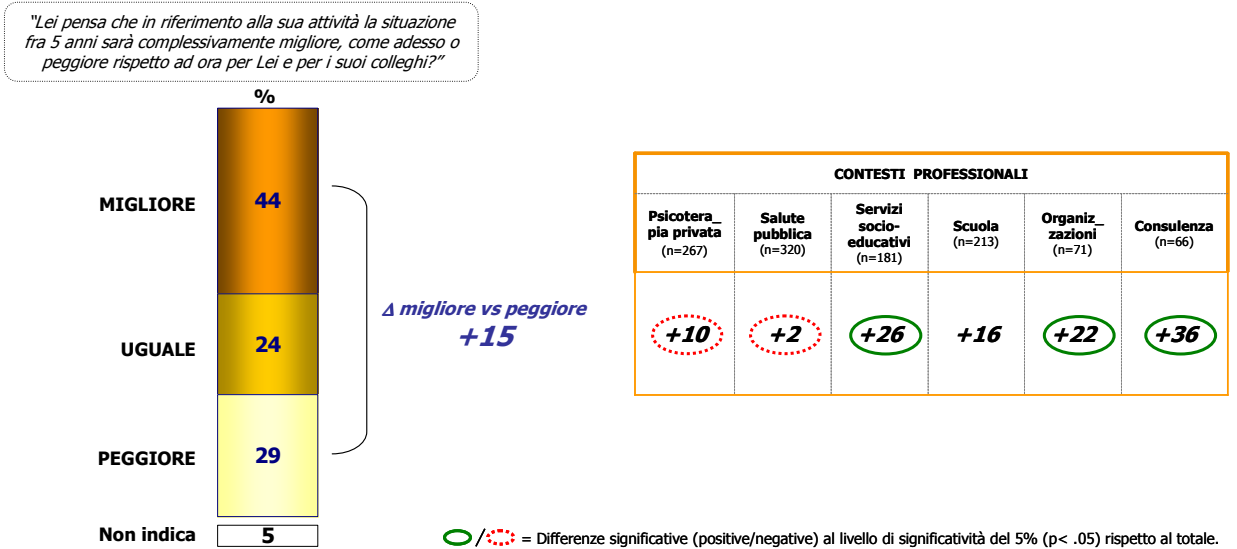 “Lei pensa che in riferimento alla sua attività la situazione
fra 5 anni sarà complessivamente migliore, come adesso o
peggiore rispetto ad ora per Lei e per i suoi colleghi?”
%
MIGLIORE 44
UGUALE 24
PEGGIORE 29
Non indica 5
Δ migliore vs peggiore
+15
CONTESTI PROFESSIONALI
Psicotera_
pia privata
(n=267)
Salute
pubblica
(n=320)
Servizi
socio-
educativi
(n=181)
Scuola
(n=213)
Organiz_
zazioni
(n=71)
Consulenza
(n=66)
+10 +2 +26 +16 +22 +36
/ = Differenze significative (positive/negative) al livello di significatività del 5% (p< .05) rispetto al totale.